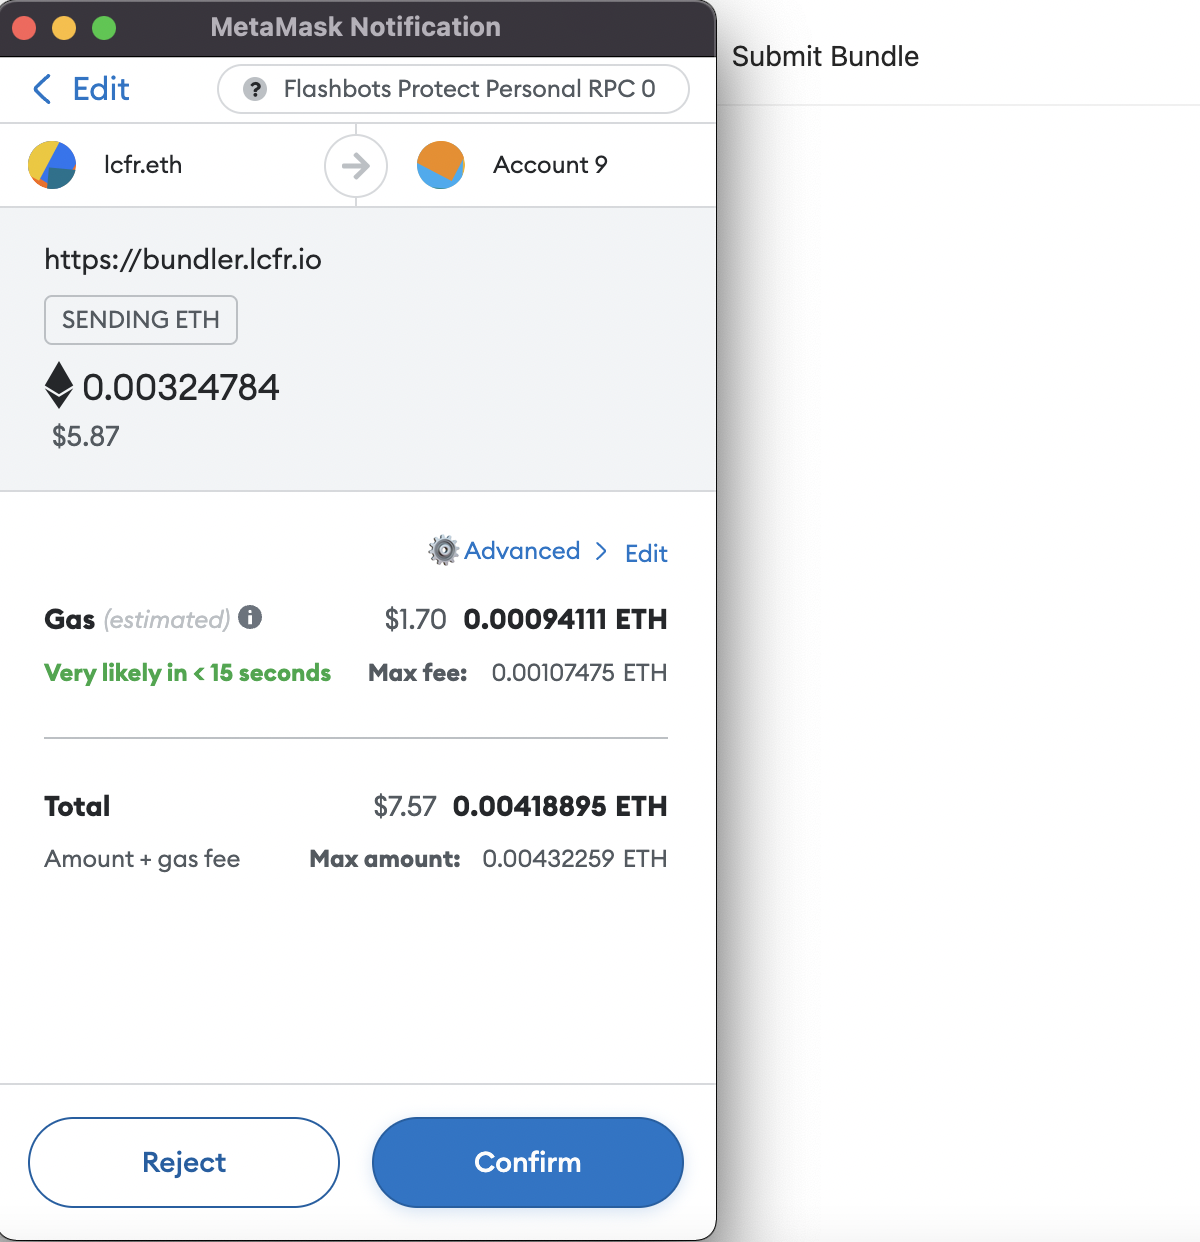 MetaMask Notification
Submit Bundle
Edit
? Flashbots Protect Personal RPC 0
lcfr.eth
Account 9
https://bundler.lcfr.io
SENDING ETH
0.00324784
$5.87
Advanced > Edit
Gas (estimated) i $1.70 0.00094111 ETH
Very likely in < 15 seconds Max fee: 0.00107475 ETH
Total $7.57 0.00418895 ETH
Amount + gas fee Max amount: 0.00432259 ETH
Reject
Confirm